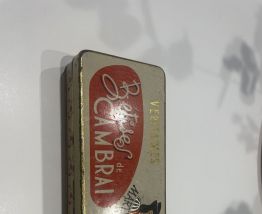 VERITABLES
Bêtises
de
CAMBRAI